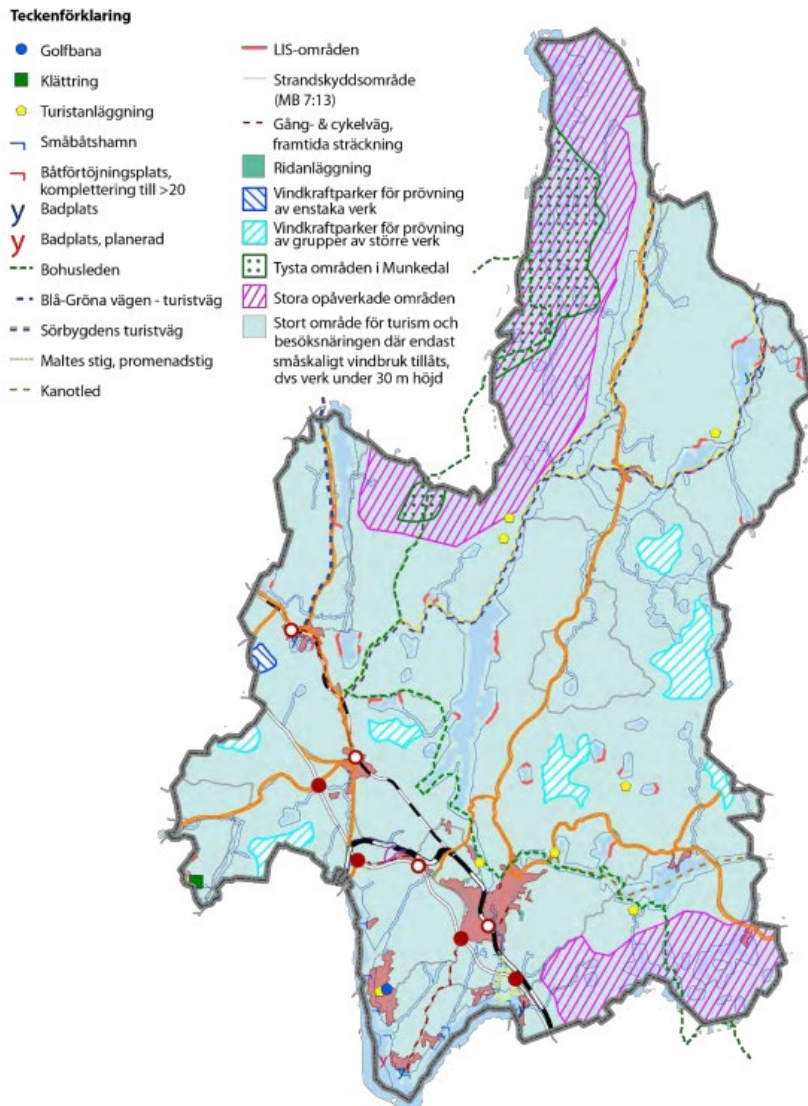 Teckenförklaring
Golfbana
Klättring
Turistanläggning
Småbåtshamn
Båtförtöjningsplats,
komplettering till >20
Badplats
Badplats, planerad
Bohusleden
Blå-Gröna vägen - turistväg
Sörbygdens turistväg
Maltes stig, promenadstig
Kanotled
LIS-områden
Strandskyddsområde
(MB 7:13)
Gång- & cykelväg,
framtida sträckning
Ridanläggning
Vindkraftparker för prövning
av enstaka verk
Vindkraftparker för prövning
av grupper av större verk
Tysta områden i Munkedal
Stora opåverkade områden
Stort område för turism och
besöksnäringen där endast
småskaligt vindbruk tillåts,
dvs verk under 30 m höjd